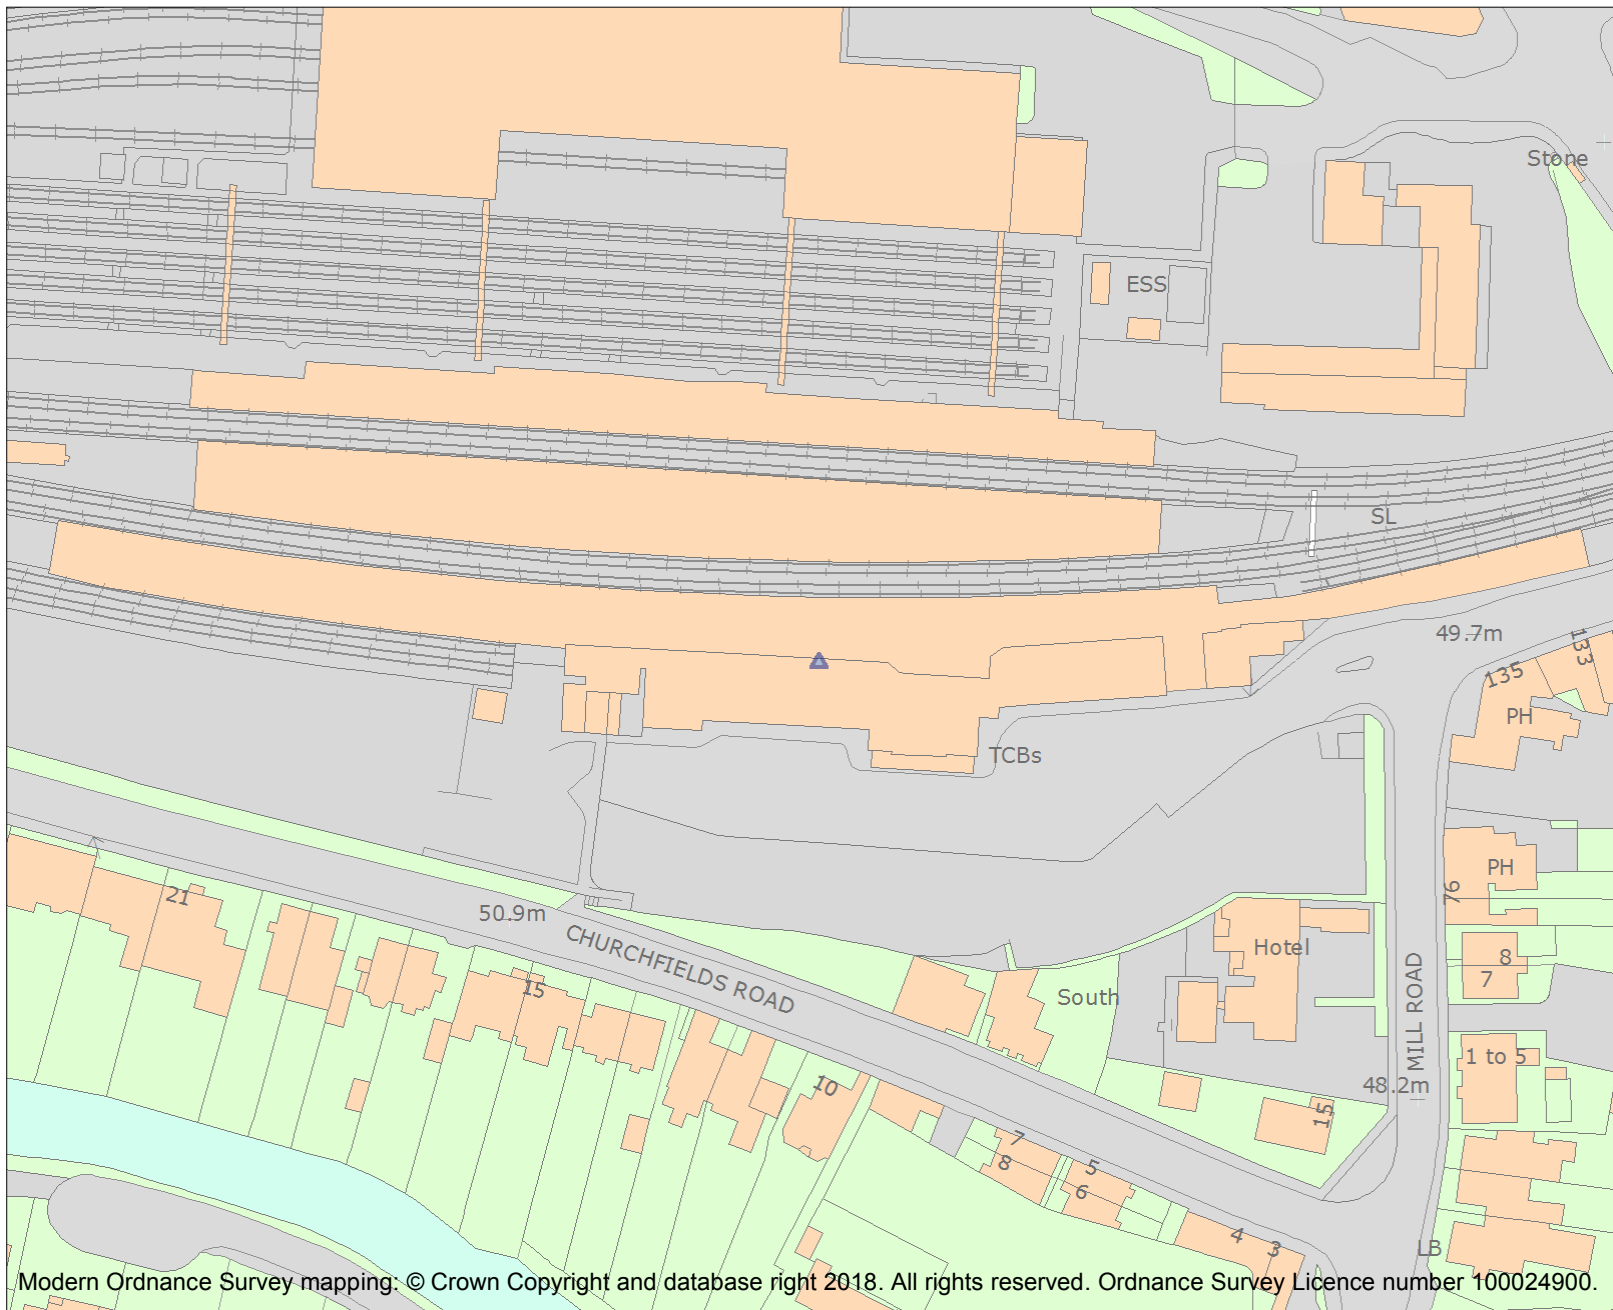 Stone
ESS
SL
49.7m
133
135
PH
TCBs
PH
76
21
50.9m
CHURCHFIELDS ROAD
Hotel
8
7
15
South
MILL ROAD
1 to 5
48.2m
10
15
7
8
5
6
4
3
LB
Modern Ordnance Survey mapping: © Crown Copyright and database right 2018. All rights reserved. Ordnance Survey Licence number 100024900.